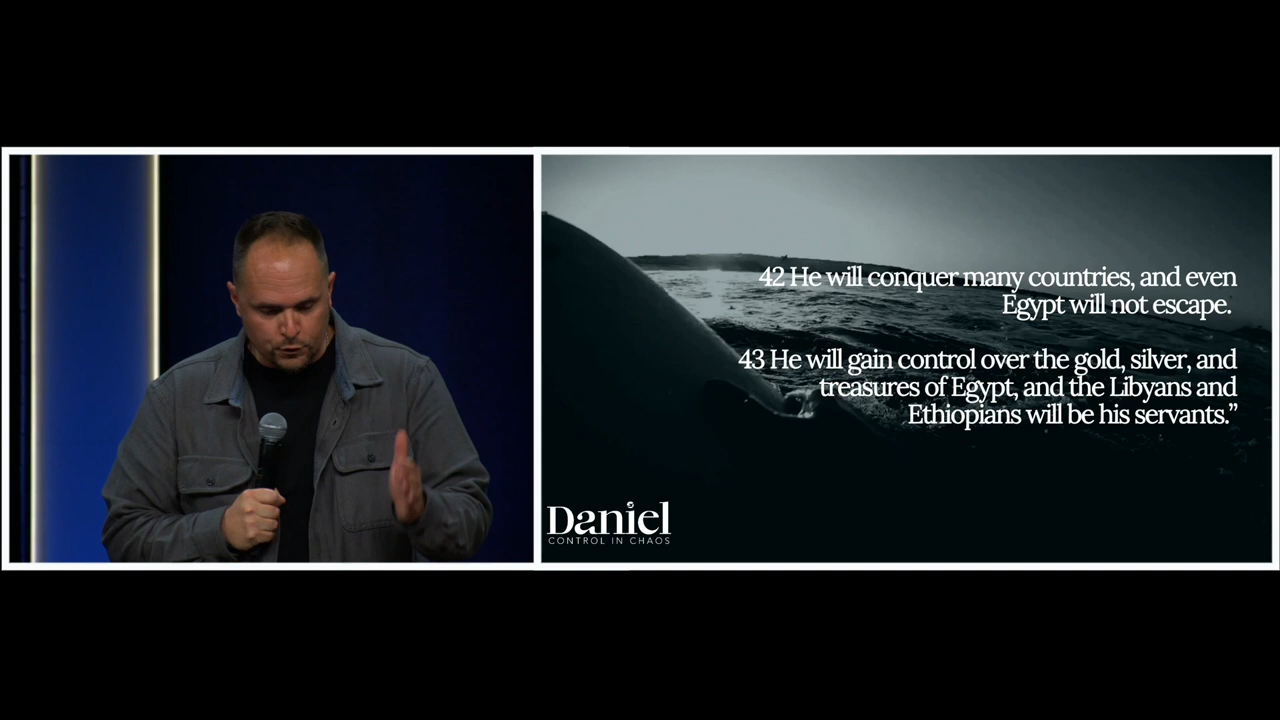 42 He will conquer many countries, and even
Egypt will not escape.
43 He will gain control over the gold, silver, and
treasures of Egypt, and the Libyans and
Ethiopians will be his servants.”
Daniel
CONTROL IN CHAOS